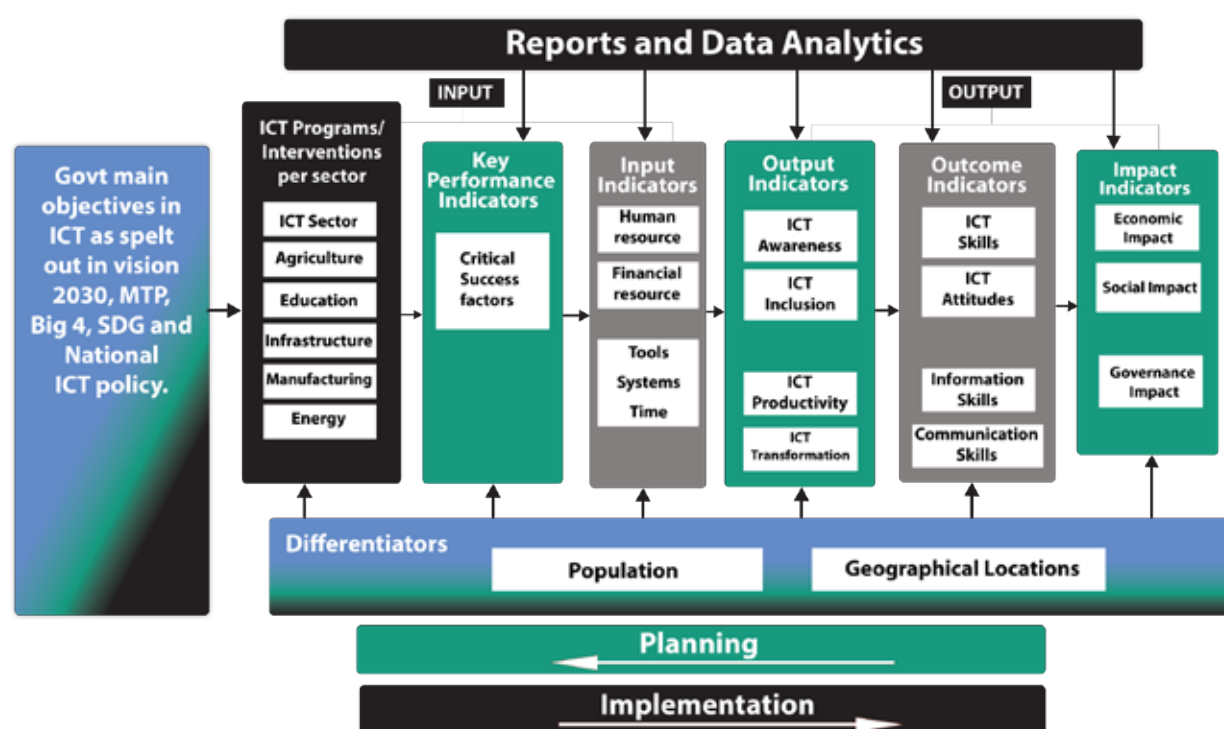 Reports and Data Analytics
INPUT
OUTPUT
Govt main
objectives in
ICT as spelt
out in vision
2030, MTP,
Big 4, SDG and
National
ICT policy.
ICT Programs/
Interventions
per sector
ICT Sector
Agriculture
Education
Infrastructure
Manufacturing
Energy
Key
Performance
Indicators
Critical
Success
factors
Input
Indicators
Human
resource
Financial
resource
Tools
Systems
Time
Output
Indicators
ICT
Awareness
ICT
Inclusion
ICT
Productivity
ICT
Transformation
Outcome
Indicators
ICT
Skills
ICT
Attitudes
Information
Skills
Communication
Skills
Impact
Indicators
Economic
Impact
Social Impact
Governance
Impact
Differentiators
Population
Geographical Locations
Planning
Implementation